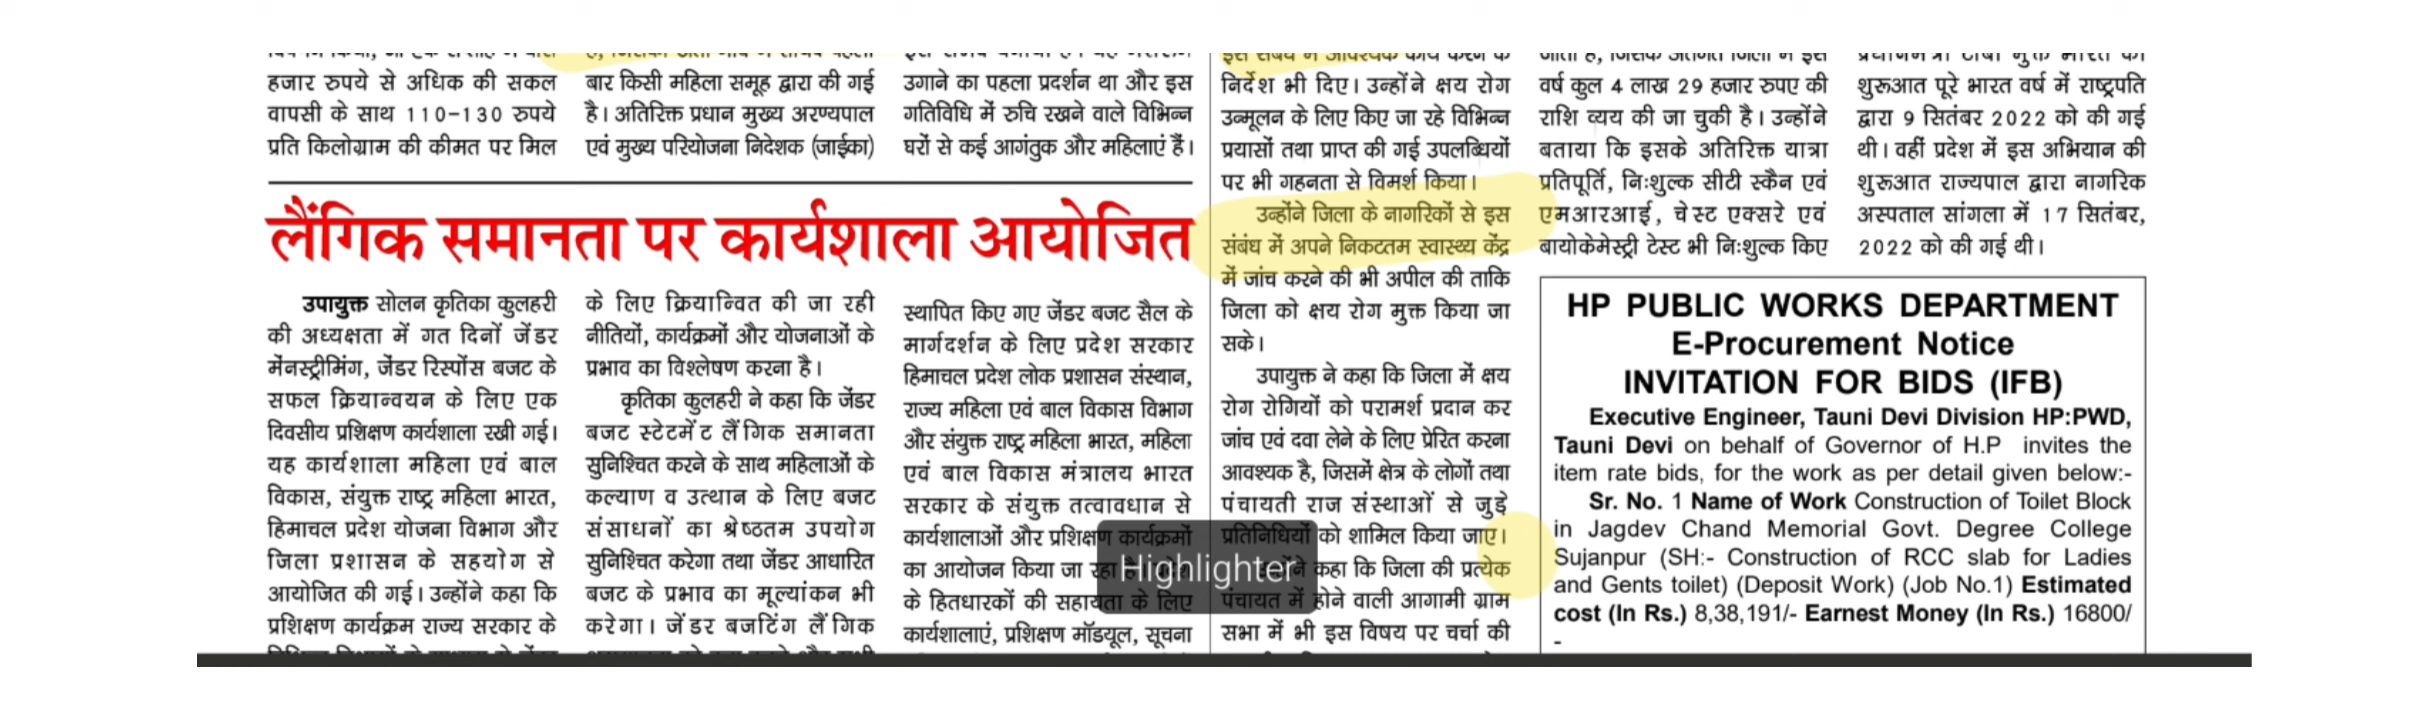 हजार रुपये से अधिक की सकल
वापसी के साथ 110-130 रुपये
प्रति किलोग्राम की कीमत पर मिल
बार किसी महिला समूह द्वारा की गई
है। अतिरिक्त प्रधान मुख्य अरण्यपाल
एवं मुख्य परियोजना निदेशक (जाईका)
उगाने का पहला प्रदर्शन था और इस
गतिविधि में रुचि रखने वाले विभिन्न
घरों से कई आगंतुक और महिलाएं हैं।
लैंगिक समानता पर कार्यशाला आयोजित
उपायुक्त सोलन कृतिका कुलहरी
की अध्यक्षता में गत दिनों जेंडर
मेंनस्ट्रीमिंग, जेंडर रिस्पोंस बजट के
सफल क्रियान्वयन के लिए एक
दिवसीय प्रशिक्षण कार्यशाला रखी गई।
यह कार्यशाला महिला एवं बाल
विकास, संयुक्त राष्ट्र महिला भारत,
हिमाचल प्रदेश योजना विभाग और
जिला प्रशासन के सहयोग से
आयोजित की गई। उन्होंने कहा कि
प्रशिक्षण कार्यक्रम राज्य सरकार के
के लिए क्रियान्वित की जा रही
नीतियों, कार्यक्रमों और योजनाओं के
प्रभाव का विश्लेषण करना है।
कृतिका कुलहरी ने कहा कि जेंडर
बजट स्टेटमेंट लैंगिक समानता
सुनिश्चित करने के साथ महिलाओं के
कल्याण व उत्थान के लिए बजट
संसाधनों का श्रेष्ठतम उपयोग
सुनिश्चित करेगा तथा जेंडर आधारित
बजट के प्रभाव का मूल्यांकन भी
करेगा। जेंडर बजटिंग लैंगिक
स्थापित किए गए जेंडर बजट सैल के
मार्गदर्शन के लिए प्रदेश सरकार
हिमाचल प्रदेश लोक प्रशासन संस्थान,
राज्य महिला एवं बाल विकास विभाग
और संयुक्त राष्ट्र महिला भारत, महिला
एवं बाल विकास मंत्रालय भारत
सरकार के संयुक्त तत्वावधान से
कार्यशालाओं और प्रशिक्षण कार्यक्रमों
का आयोजन किया जा रहा
के हितधारकों की सहायता के लिए
कार्यशालाएं, प्रशिक्षण मॉडयूल, सूचना
इस संबंध में आवश्यक कार्य करने के
निर्देश भी दिए। उन्होंने क्षय रोग
उन्मूलन के लिए किए जा रहे विभिन्न
प्रयासों तथा प्राप्त की गई उपलब्धियों
पर भी गहनता से विमर्श किया।
उन्होंने जिला के नागरिकों से इस
संबंध में अपने निकटतम स्वास्थ्य केंद्र
में जांच करने की भी अपील की ताकि
जिला को क्षय रोग मुक्त किया जा
सके।
उपायुक्त ने कहा कि जिला में क्षय
रोग रोगियों को परामर्श प्रदान कर
जांच एवं दवा लेने के लिए प्रेरित करना
आवश्यक है, जिसमें क्षेत्र के लोगों तथा
पंचायती राज संस्थाओं से जुड़े
प्रतिनिधियों को शामिल किया जाए।
कहा कि जिला की प्रत्येक
पंचायत में होने वाली आगामी ग्राम
सभा में भी इस विषय पर चर्चा की
Highlighter
जाता है, जिसके अंतर्गत जिला में इस
वर्ष कुल 4 लाख 29 हजार रुपए की
राशि व्यय की जा चुकी है। उन्होंने
बताया कि इसके अतिरिक्त यात्रा
प्रतिपूर्ति, निःशुल्क सीटी स्कैन एवं
एमआरआई, चेस्ट एक्सरे एवं
बायोकेमेस्ट्री टेस्ट भी निःशुल्क किए
प्रधानमंत्री टीबी मुक्त भारत की
शुरूआत पूरे भारत वर्ष में राष्ट्रपति
द्वारा 9 सितंबर 2022 को की गई
थी। वहीं प्रदेश में इस अभियान की
शुरूआत राज्यपाल द्वारा नागरिक
अस्पताल सांगला में 17 सितंबर,
2022 को की गई थी।
HP PUBLIC WORKS DEPARTMENT
E-Procurement Notice
INVITATION FOR BIDS (IFB)
Executive Engineer, Tauni Devi Division HP:PWD,
Tauni Devi on behalf of Governor of H.P invites the
item rate bids, for the work as per detail given below:-
Sr. No. 1 Name of Work Construction of Toilet Block
in Jagdev Chand Memorial Govt. Degree College
Sujanpur (SH:- Construction of RCC slab for Ladies
and Gents toilet) (Deposit Work) (Job No.1) Estimated
cost (In Rs.) 8,38,191/- Earnest Money (In Rs.) 16800/
-